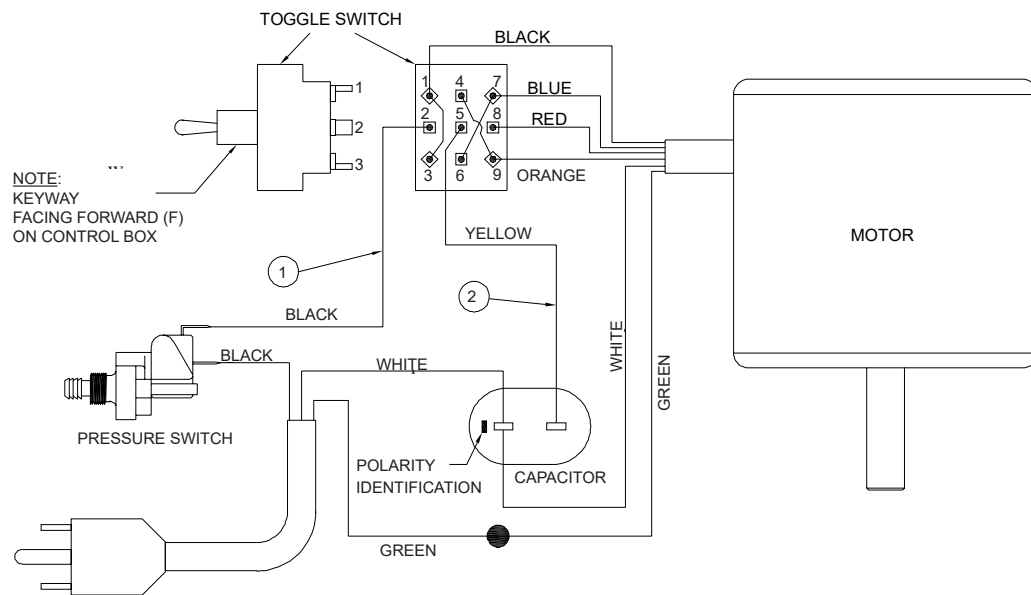 TOGGLE SWITCH
BLACK
1 4 7
BLUE
1
2 5 8
RED
2
3
3 6 9
ORANGE
NOTE:
KEYWAY
FACING FORWARD (F)
ON CONTROL BOX
YELLOW
MOTOR
1
2
BLACK
BLACK
WHITE
WHITE
GREEN
PRESSURE SWITCH
POLARITY
IDENTIFICATION
CAPACITOR
GREEN